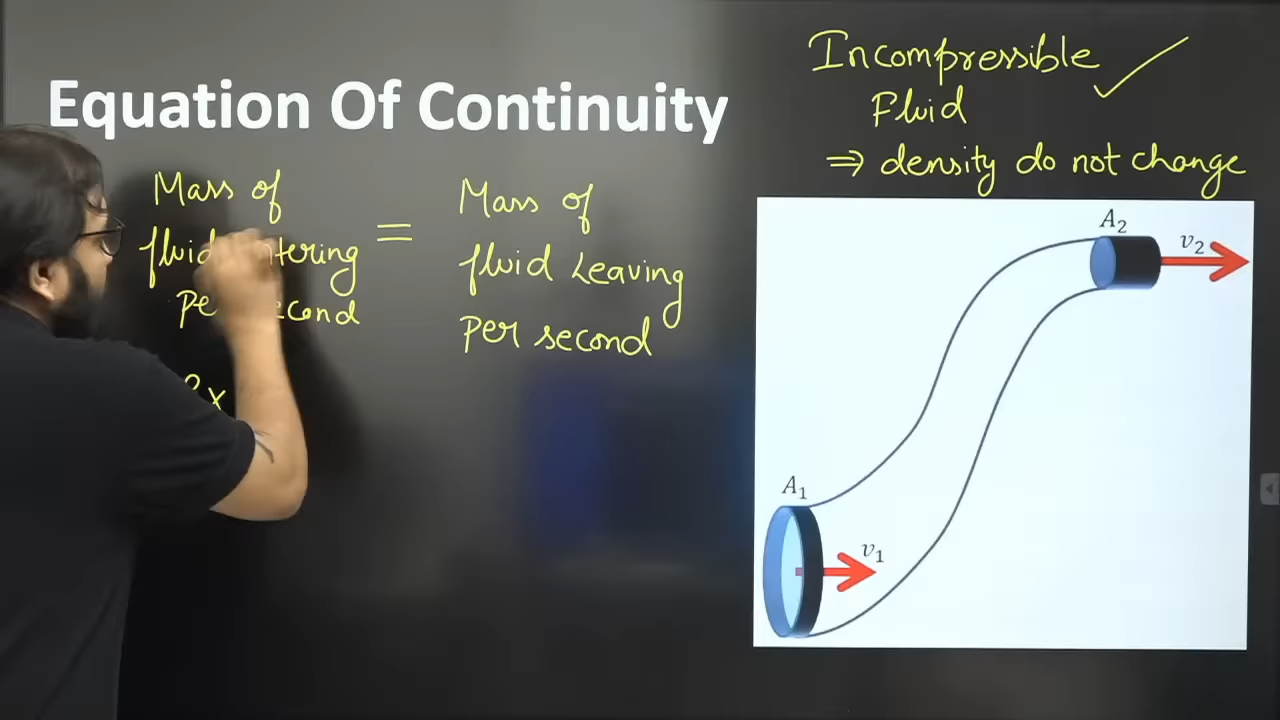 Equation Of Continuity
Incompressible
Fluid
⇒ density do not change
Mass of
fluid
=
Mass of
fluid Leaving
Per second
A₂
v₂
A₁
v₁